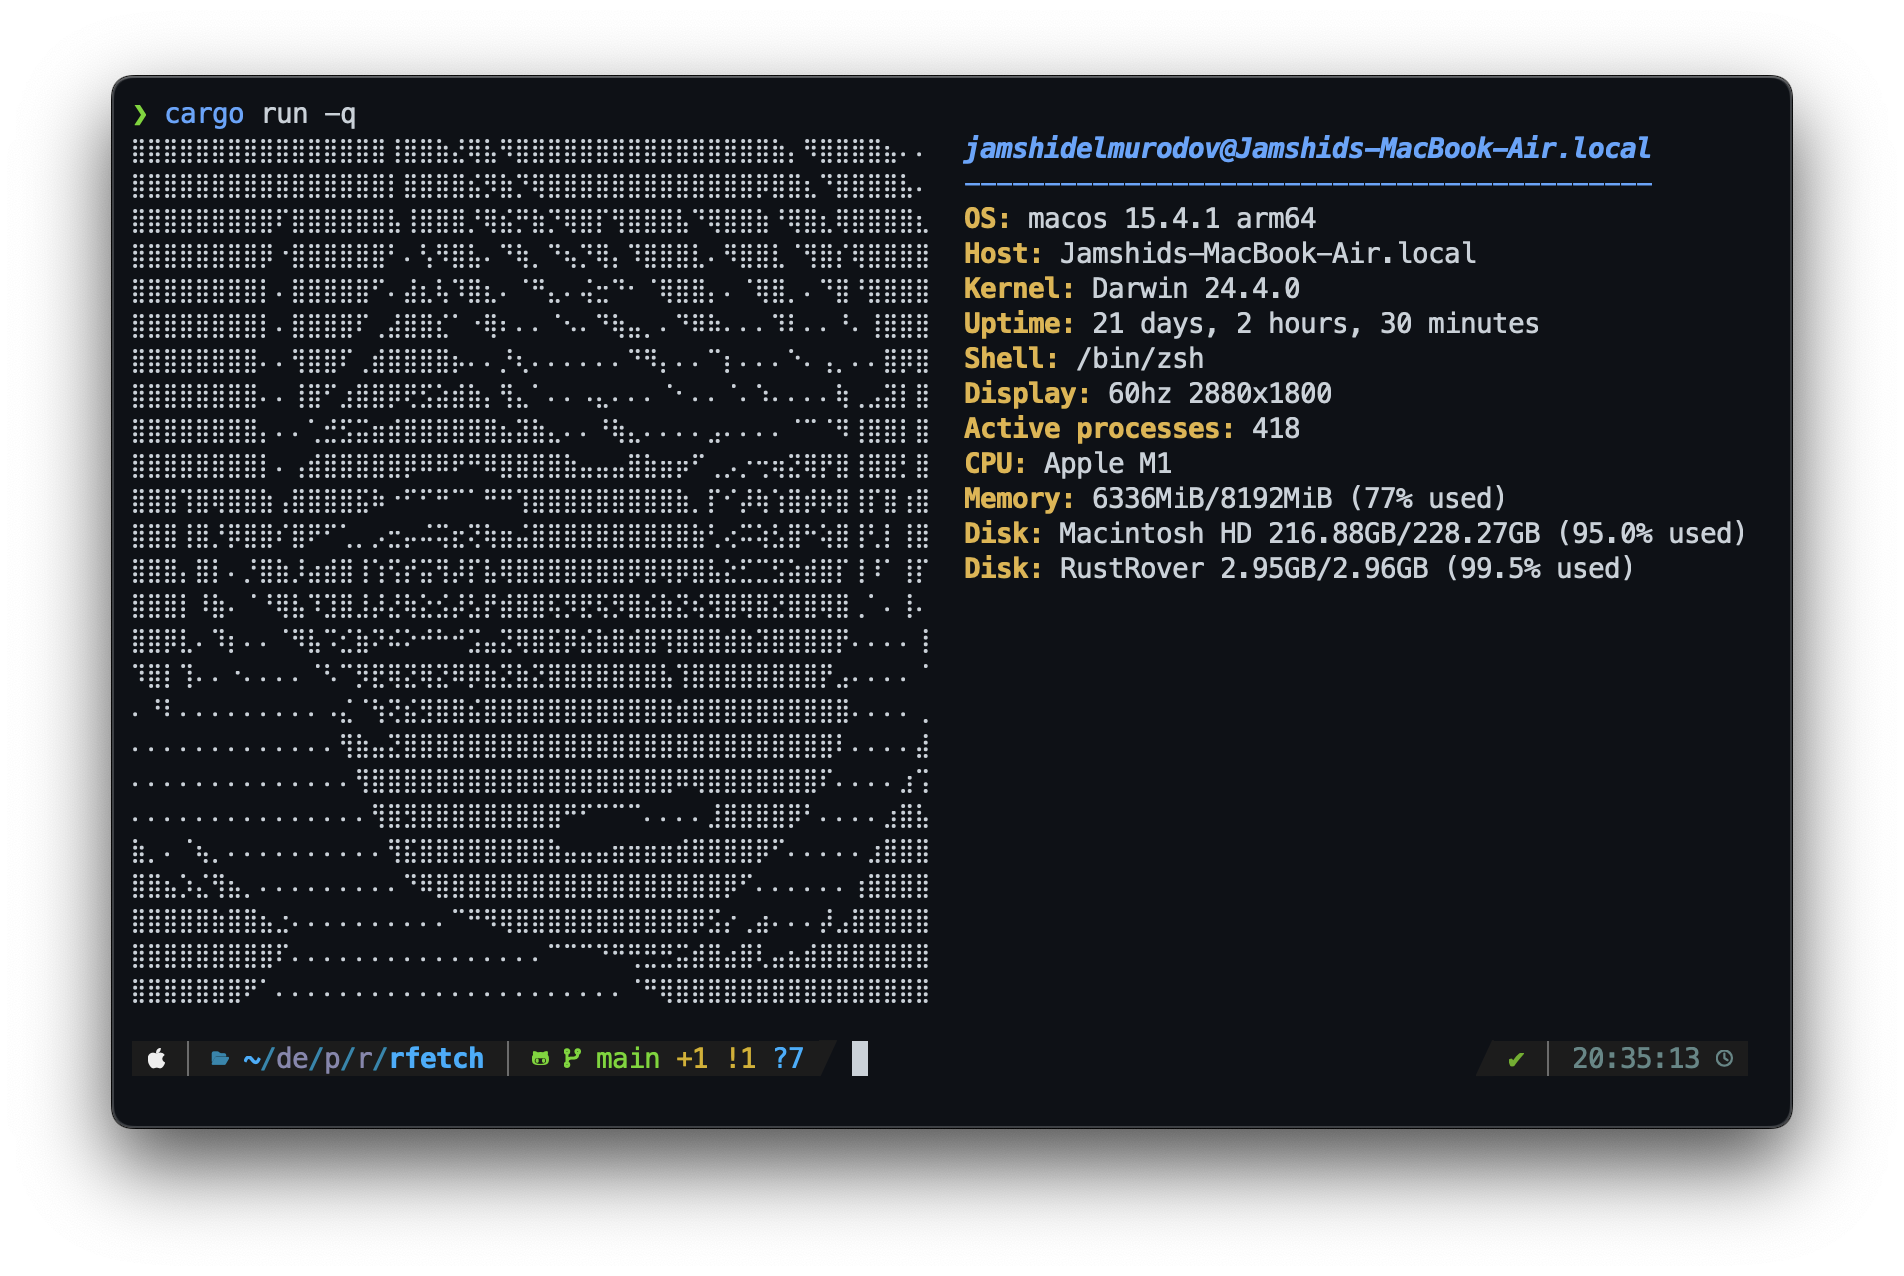 ❯ cargo run -q
jamshidelmurodov@Jamshids-MacBook-Air.local
-------------------------------------------
OS: macos 15.4.1 arm64
Host: Jamshids-MacBook-Air.local
Kernel: Darwin 24.4.0
Uptime: 21 days, 2 hours, 30 minutes
Shell: /bin/zsh
Display: 60hz 2880x1800
Active processes: 418
CPU: Apple M1
Memory: 6336MiB/8192MiB (77% used)
Disk: Macintosh HD 216.88GB/228.27GB (95.0% used)
Disk: RustRover 2.95GB/2.96GB (99.5% used)
~/de/p/r/rfetch main +1 !1 ?7 ✔ 20:35:13